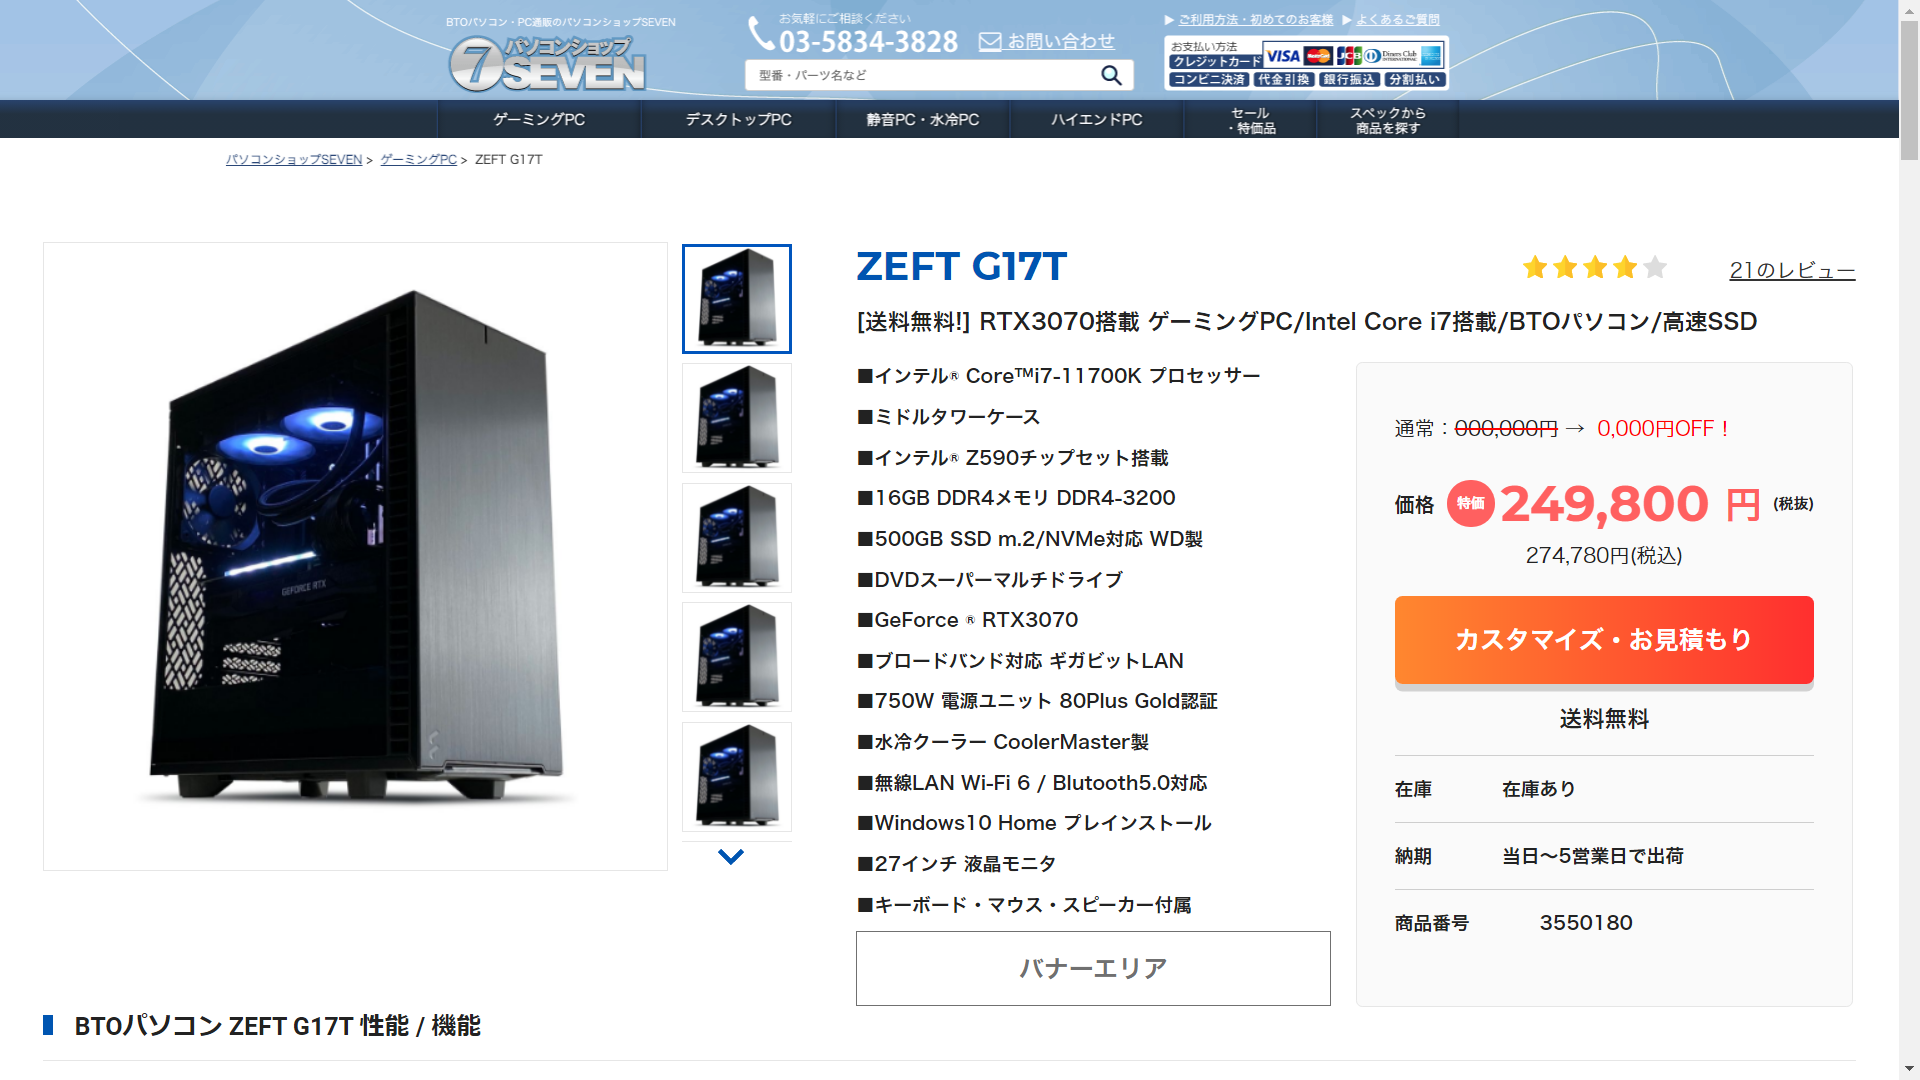 BTOパソコン・PC通販のパソコンショップSEVEN
7 パソコンショップ SEVEN
お気軽にご相談ください
03-5834-3828
お問い合わせ
型番・パーツ名など
ご利用方法・初めてのお客様
よくあるご質問
お支払い方法
クレジットカード
VISA MasterCard JCB Diners Club INTERNATIONAL
コンビニ決済 代金引換 銀行振込 分割払い
ゲーミングPC
デスクトップPC
静音PC・水冷PC
ハイエンドPC
セール
・特価品
スペックから
商品を探す
パソコンショップSEVEN > ゲーミングPC > ZEFT G17T
GEFORCE RTX
ZEFT G17T
21のレビュー
[送料無料!] RTX3070搭載 ゲーミングPC/Intel Core i7搭載/BTOパソコン/高速SSD
■インテル® Core™i7-11700K プロセッサー
■ミドルタワーケース
■インテル® Z590チップセット搭載
■16GB DDR4メモリ DDR4-3200
■500GB SSD m.2/NVMe対応 WD製
■DVDスーパーマルチドライブ
■GeForce ® RTX3070
■ブロードバンド対応 ギガビットLAN
■750W 電源ユニット 80Plus Gold認証
■水冷クーラー CoolerMaster製
■無線LAN Wi-Fi 6 / Blutooth5.0対応
■Windows10 Home プレインストール
■27インチ 液晶モニタ
■キーボード・マウス・スピーカー付属
バナーエリア
通常：000,000円 → 0,000円OFF！
価格 特価 249,800 円 (税抜)
274,780円(税込)
カスタマイズ・お見積もり
送料無料
在庫 在庫あり
納期 当日〜5営業日で出荷
商品番号 3550180
BTOパソコン ZEFT G17T 性能 / 機能